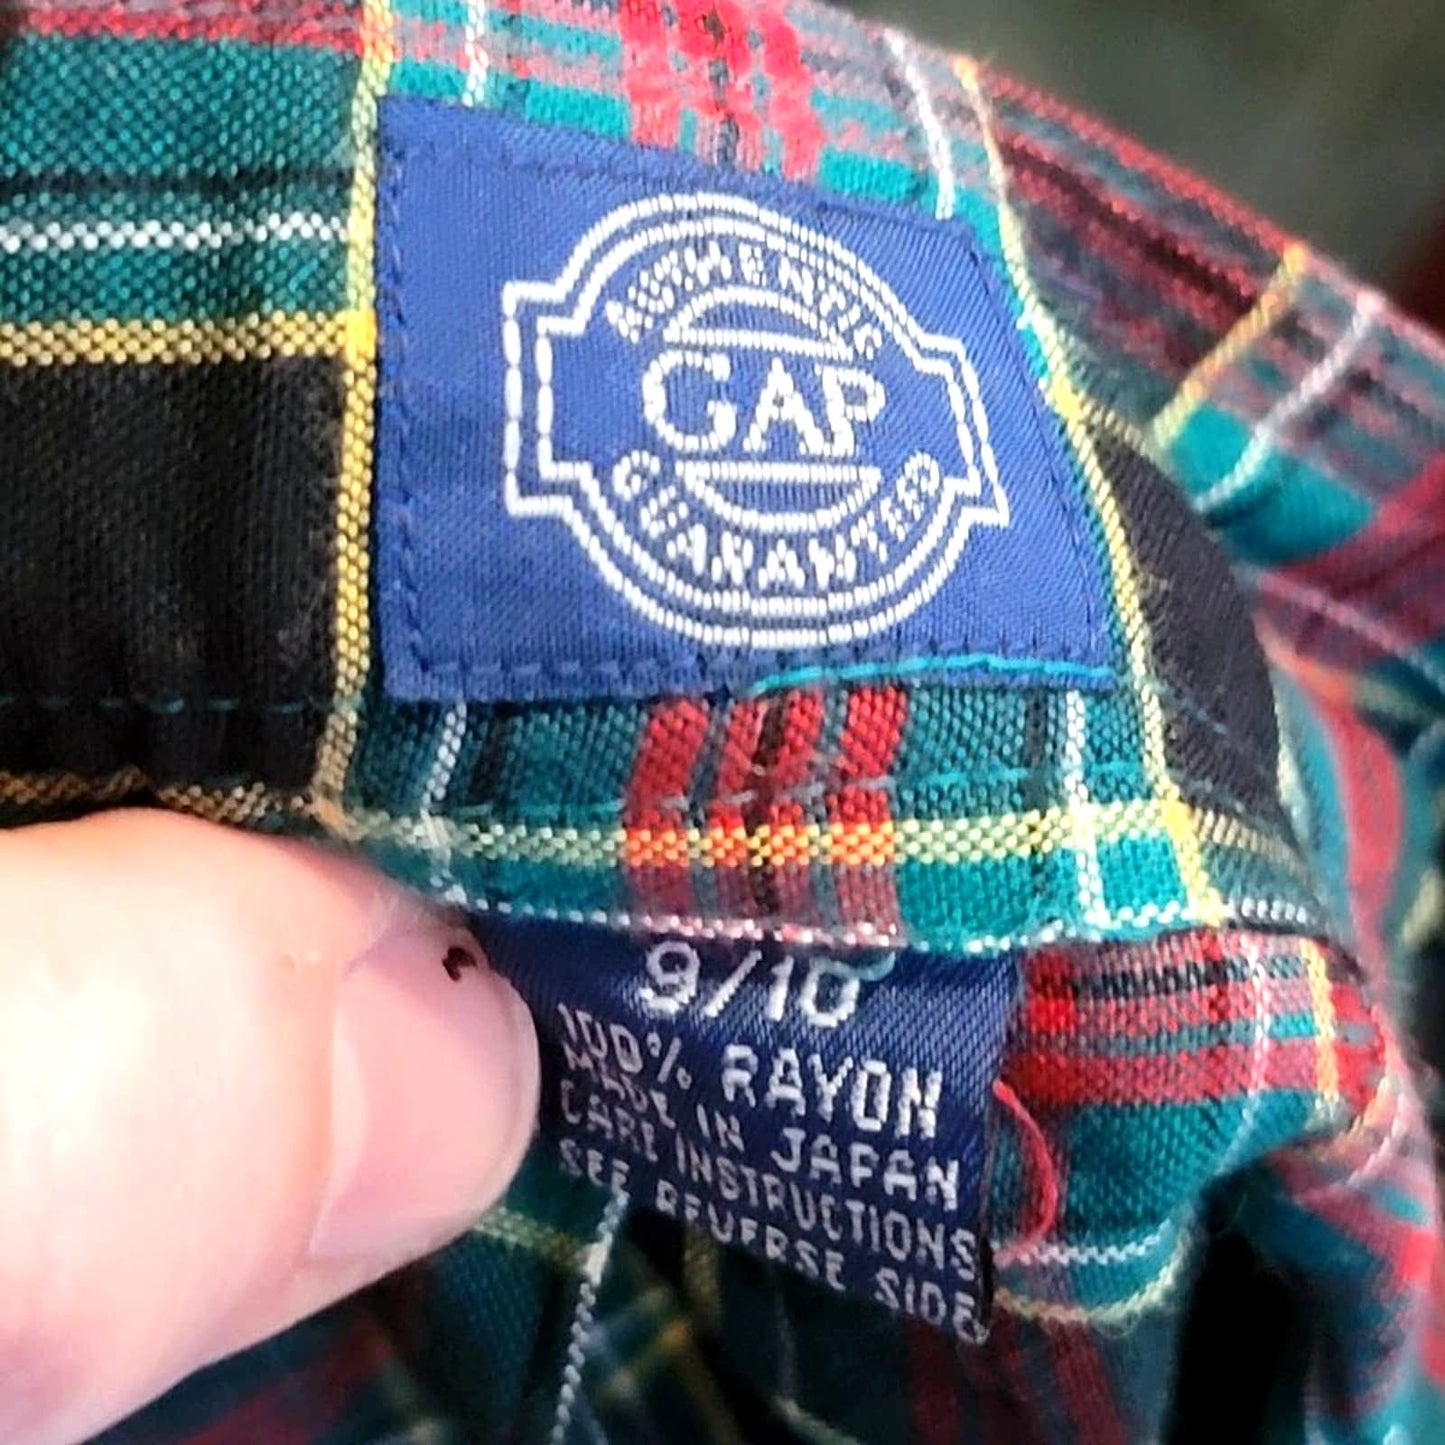 AUTHENTIC
GAP
GUARANTEED
9/10
100% RAYON
MADE IN JAPAN
CARE INSTRUCTIONS
SEE REVERSE SIDE